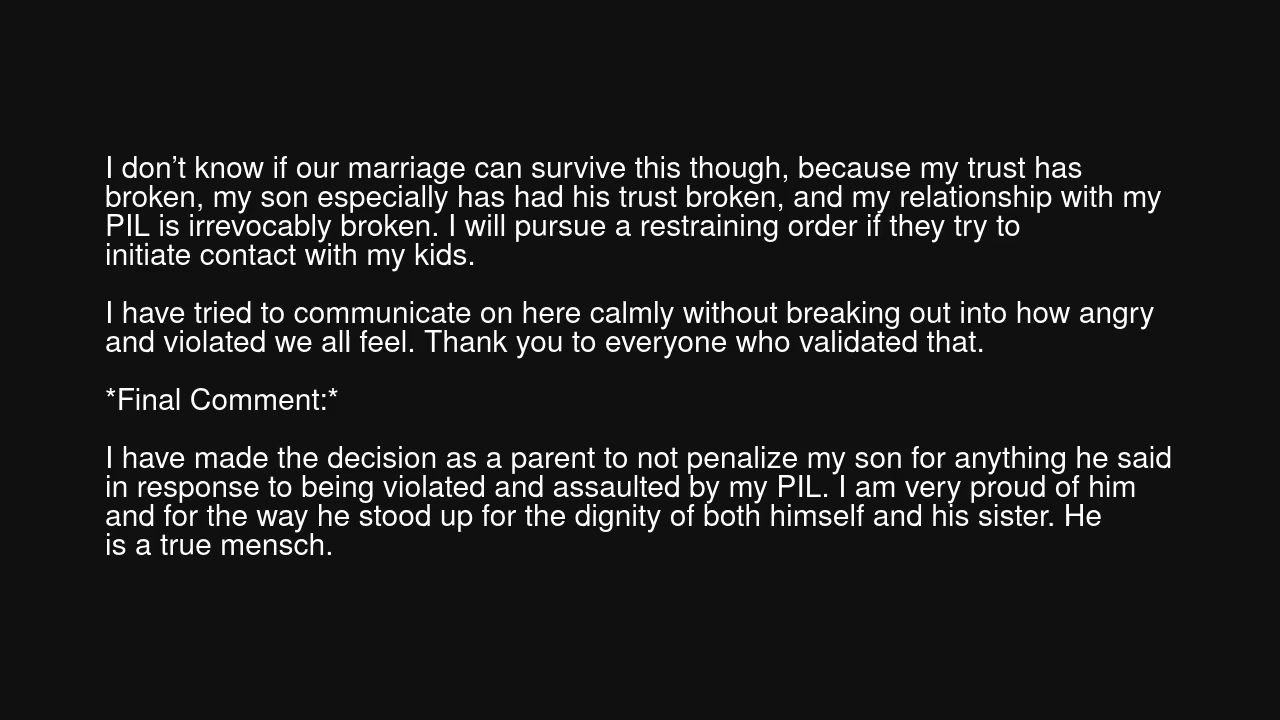 I don’t know if our marriage can survive this though, because my trust has
broken, my son especially has had his trust broken, and my relationship with my
PIL is irrevocably broken. I will pursue a restraining order if they try to
initiate contact with my kids.
I have tried to communicate on here calmly without breaking out into how angry
and violated we all feel. Thank you to everyone who validated that.
*Final Comment:*
I have made the decision as a parent to not penalize my son for anything he said
in response to being violated and assaulted by my PIL. I am very proud of him
and for the way he stood up for the dignity of both himself and his sister. He
is a true mensch.